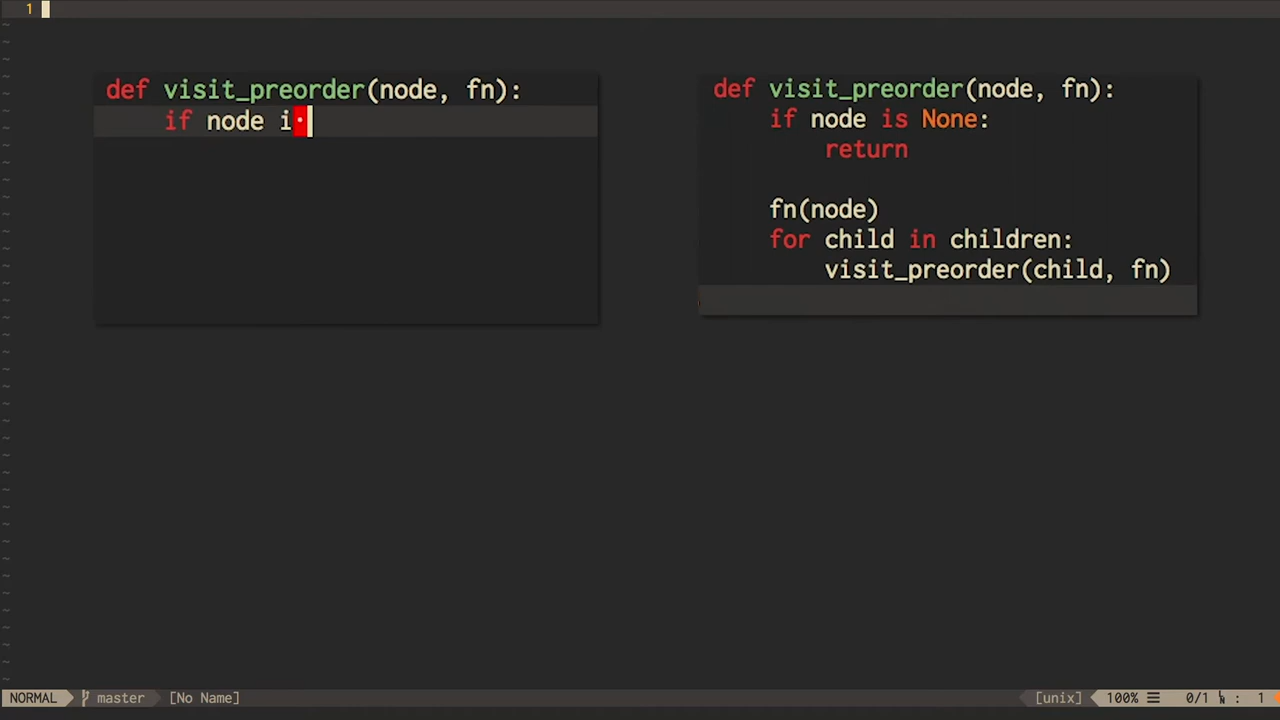 1
def visit_preorder(node, fn):
    if node i·
def visit_preorder(node, fn):
    if node is None:
        return
    fn(node)
    for child in children:
        visit_preorder(child, fn)
NORMAL master [No Name] [unix] 100% ☰ 0/1 ㏑ : 1